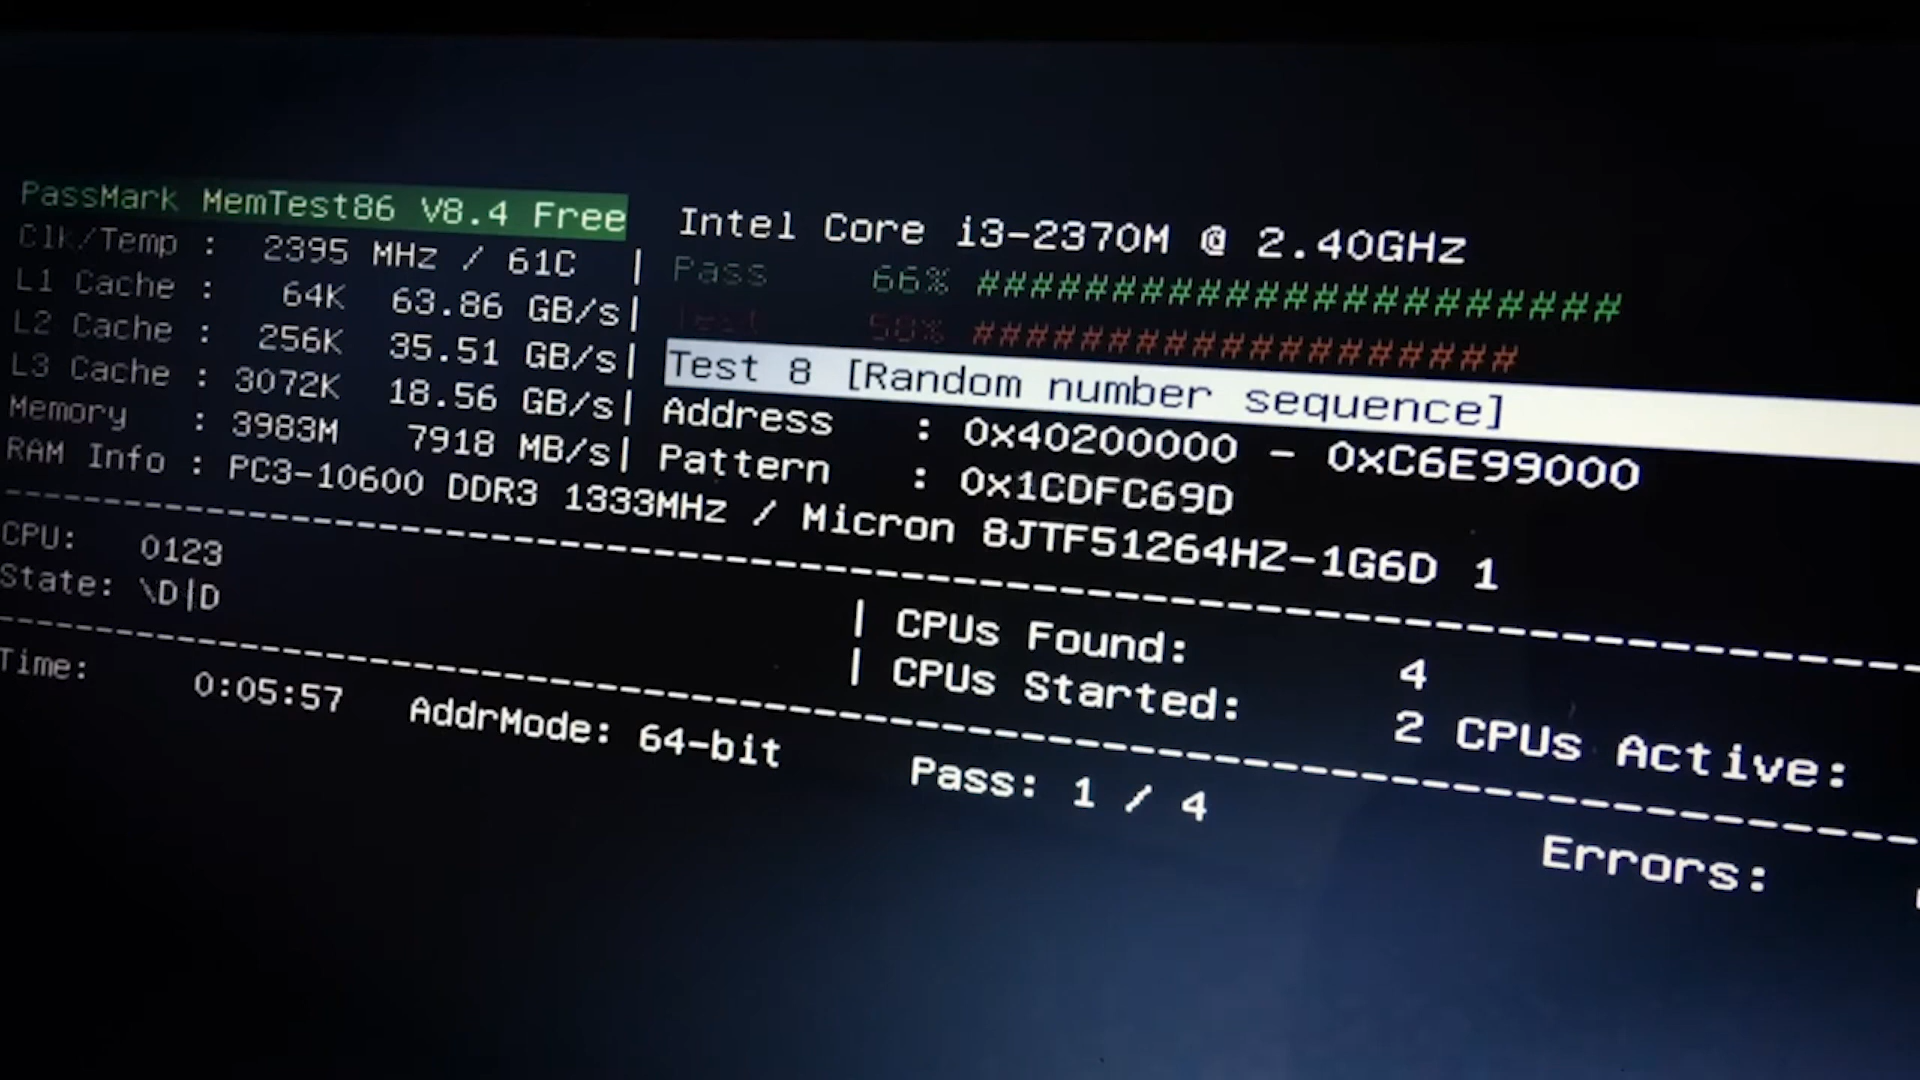 PassMark MemTest86 V8.4 Free Intel Core i3-2370M @ 2.40GHz
Clk/Temp : 2395 MHz / 61C | Pass 66% #######################
L1 Cache : 64K 63.86 GB/s| Test 58% ####################
L2 Cache : 256K 35.51 GB/s| Test 8 [Random number sequence]
L3 Cache : 3072K 18.56 GB/s| Address : 0x40200000 - 0xC6E99000
Memory : 3983M 7918 MB/s| Pattern : 0x1CDFC69D
RAM Info : PC3-10600 DDR3 1333MHz / Micron 8JTF51264HZ-1G6D 1
CPU: 0123 | CPUs Found: 4
State: \D|D | CPUs Started: 2 CPUs Active:
Time: 0:05:57 AddrMode: 64-bit Pass: 1 / 4 Errors: